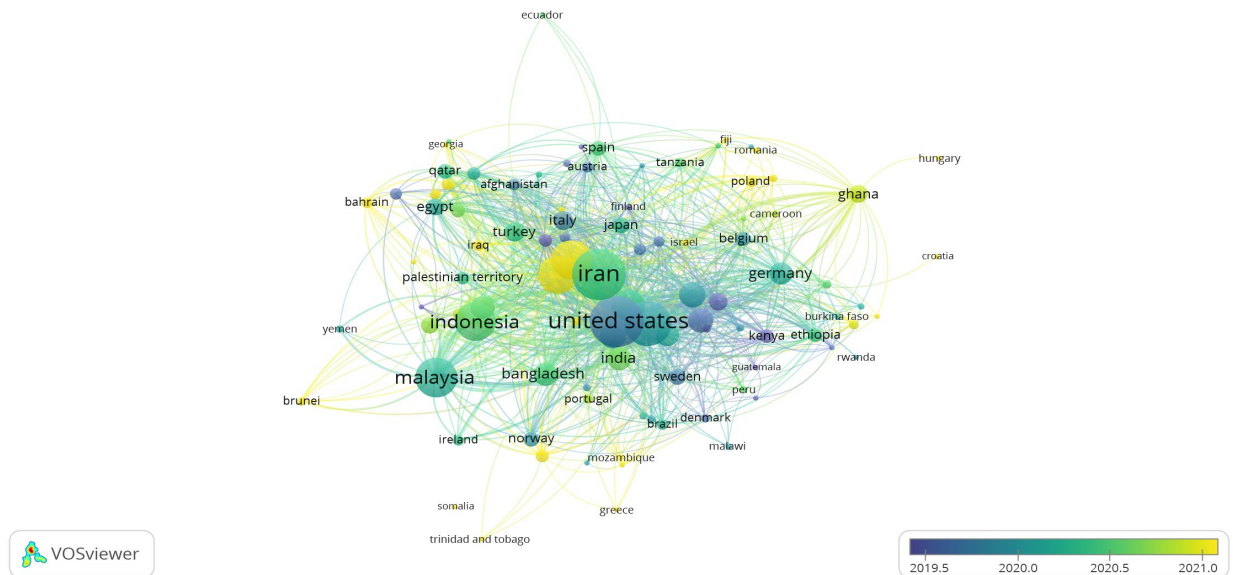 ecuador
georgia
spain
fiji
romania
hungary
qatar
afghanistan
austria
tanzania
poland
bahrain
egypt
finland
ghana
italy
japan
cameroon
turkey
iraq
israel
belgium
croatia
palestinian territory
iran
germany
yemen
indonesia
united states
burkina faso
kenya
ethiopia
india
rwanda
malaysia
bangladesh
sweden
guatemala
peru
brunei
portugal
denmark
brazil
ireland
norway
malawi
mozambique
somalia
greece
trinidad and tobago
VOSviewer
2019.5 2020.0 2020.5 2021.0